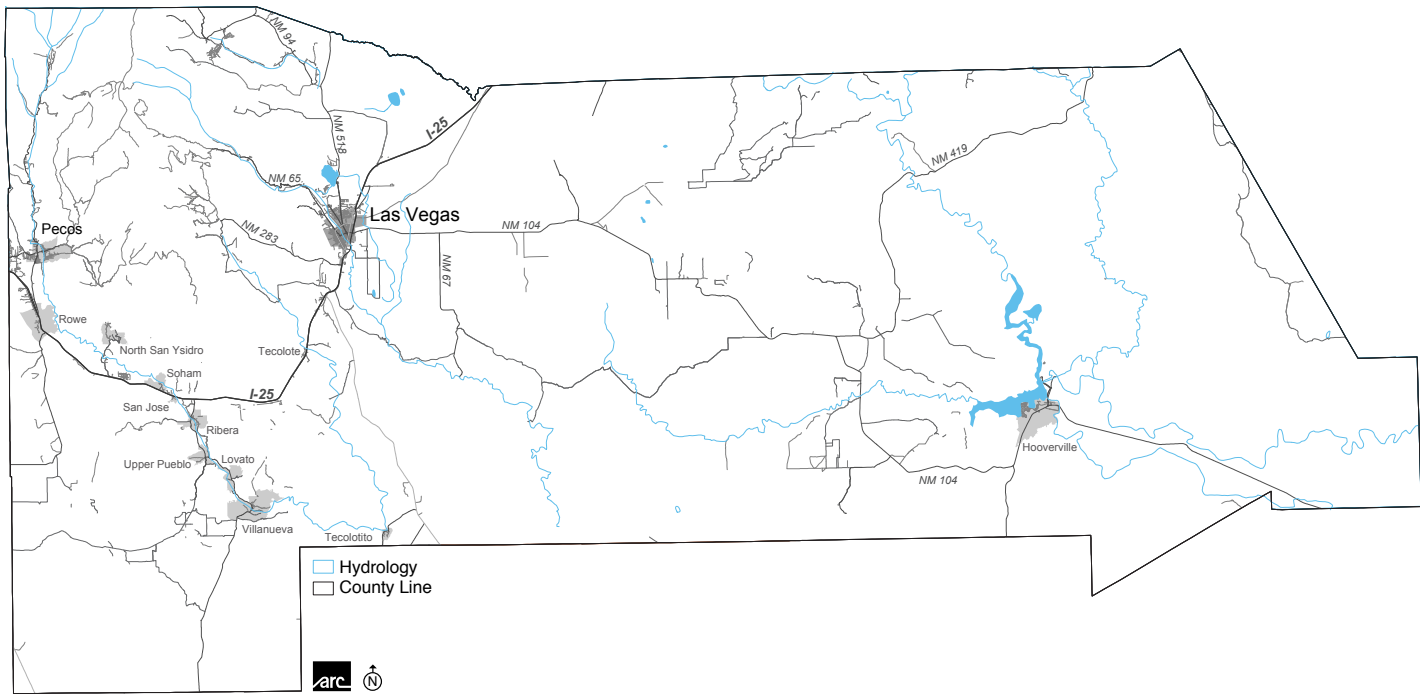 NM 94
NM 518
I-25
NM 419
NM 65
Las Vegas
NM 104
Pecos
NM 283
NM 67
Rowe
North San Ysidro
Tecolote
Soham
I-25
San Jose
Ribera
Hooverville
Upper Pueblo
Lovato
NM 104
Villanueva
Tecolotito
Hydrology
County Line
arc
N